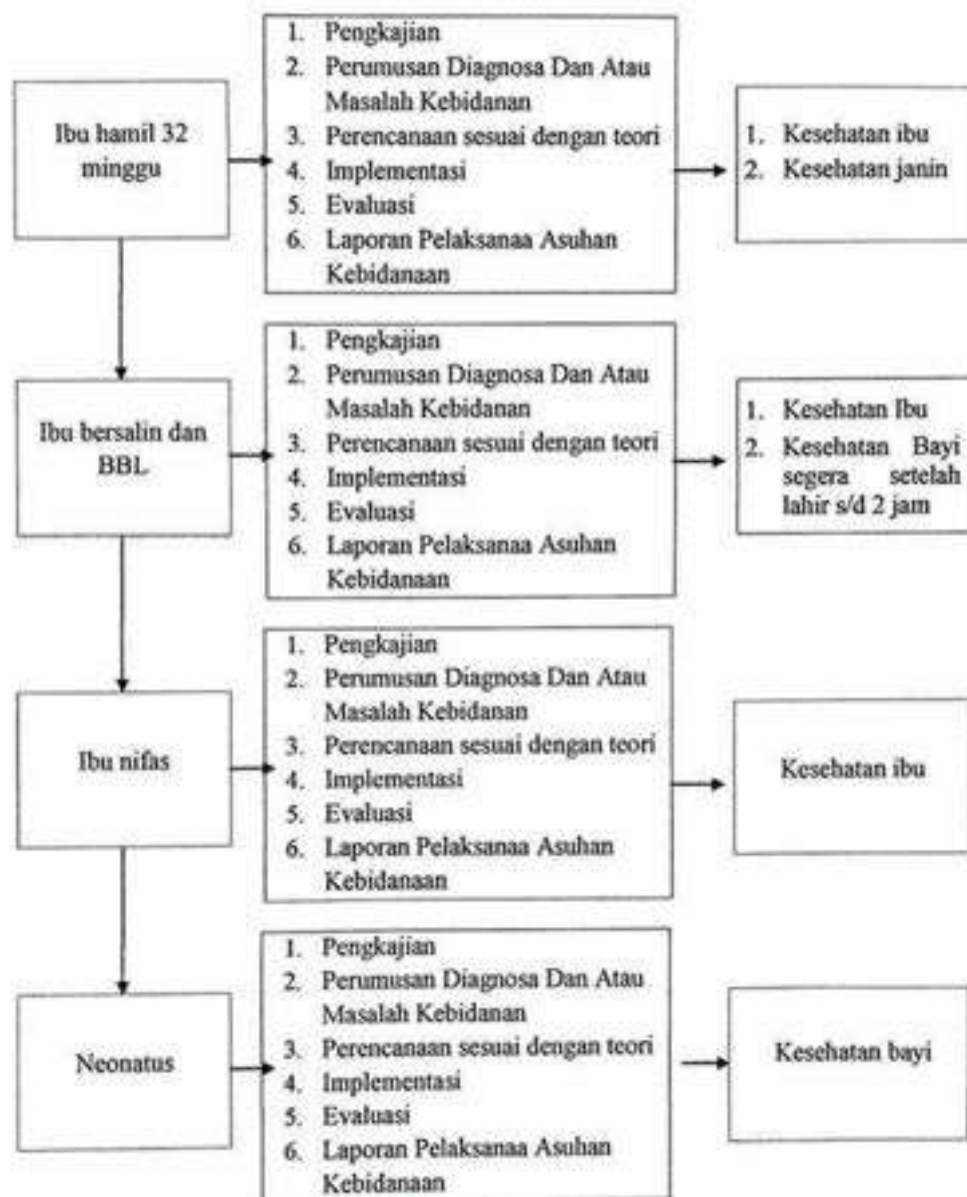 Ibu hamil 32
minggu
1. Pengkajian
2. Perumusan Diagnosa Dan Atau
Masalah Kebidanan
3. Perencanaan sesuai dengan teori
4. Implementasi
5. Evaluasi
6. Laporan Pelaksanaa Asuhan
Kebidanaan
1. Kesehatan ibu
2. Kesehatan janin
Ibu bersalin dan
BBL
1. Pengkajian
2. Perumusan Diagnosa Dan Atau
Masalah Kebidanan
3. Perencanaan sesuai dengan teori
4. Implementasi
5. Evaluasi
6. Laporan Pelaksanaa Asuhan
Kebidanaan
1. Kesehatan Ibu
2. Kesehatan Bayi
segera setelah
lahir s/d 2 jam
Ibu nifas
1. Pengkajian
2. Perumusan Diagnosa Dan Atau
Masalah Kebidanan
3. Perencanaan sesuai dengan teori
4. Implementasi
5. Evaluasi
6. Laporan Pelaksanaa Asuhan
Kebidanaan
Kesehatan ibu
Neonatus
1. Pengkajian
2. Perumusan Diagnosa Dan Atau
Masalah Kebidanan
3. Perencanaan sesuai dengan teori
4. Implementasi
5. Evaluasi
6. Laporan Pelaksanaa Asuhan
Kebidanaan
Kesehatan bayi